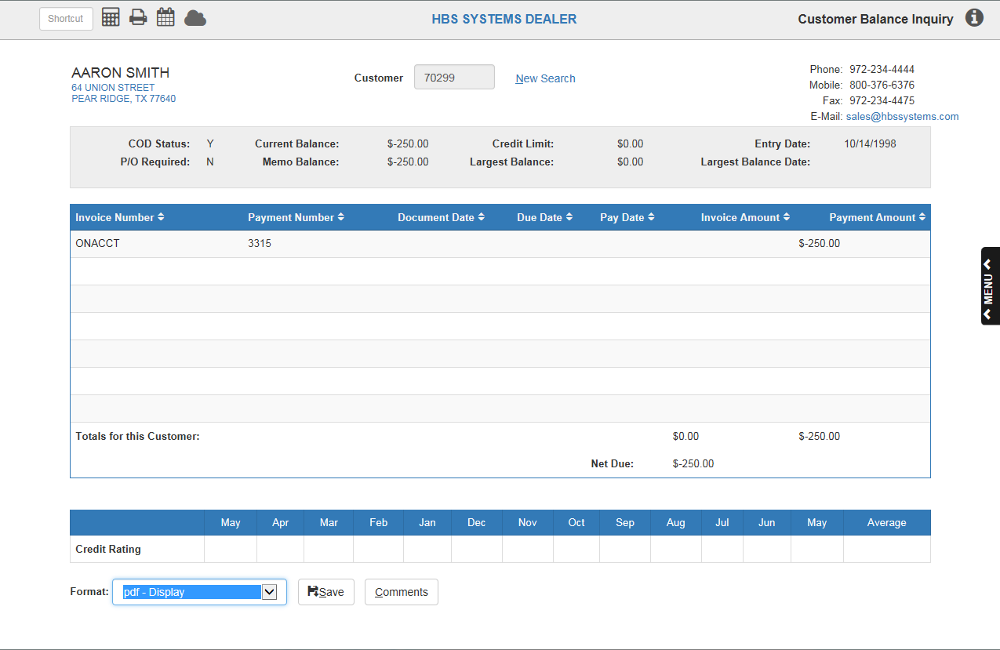 Shortcut HBS SYSTEMS DEALER Customer Balance Inquiry
AARON SMITH
64 UNION STREET
PEAR RIDGE, TX 77640
Customer 70299 New Search
Phone: 972-234-4444
Mobile: 800-376-6376
Fax: 972-234-4475
E-Mail: sales@hbssystems.com
COD Status: Y Current Balance: $-250.00 Credit Limit: $0.00 Entry Date: 10/14/1998
P/O Required: N Memo Balance: $-250.00 Largest Balance: $0.00 Largest Balance Date:
Invoice Number Payment Number Document Date Due Date Pay Date Invoice Amount Payment Amount
ONACCT 3315 $-250.00
MENU
Totals for this Customer: $0.00 $-250.00
Net Due: $-250.00
May Apr Mar Feb Jan Dec Nov Oct Sep Aug Jul Jun May Average
Credit Rating
Format: pdf - Display Save Comments